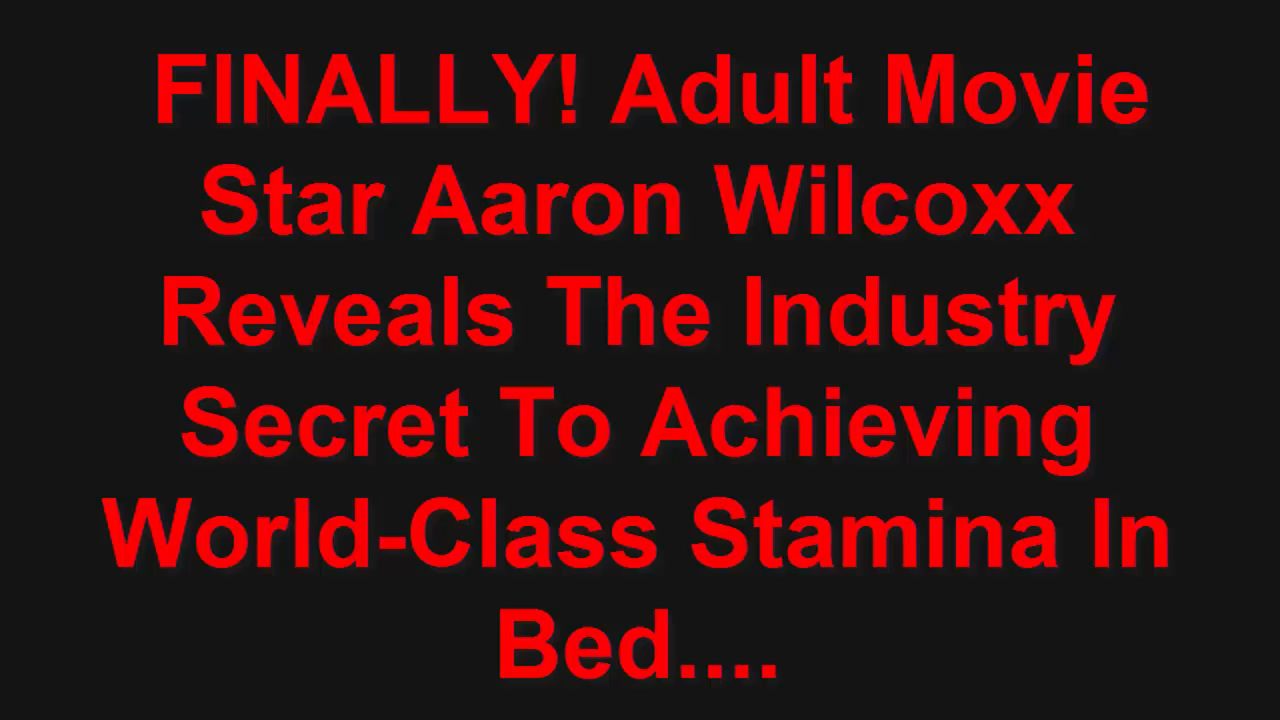 FINALLY! Adult Movie
Star Aaron Wilcoxx
Reveals The Industry
Secret To Achieving
World-Class Stamina In
Bed....